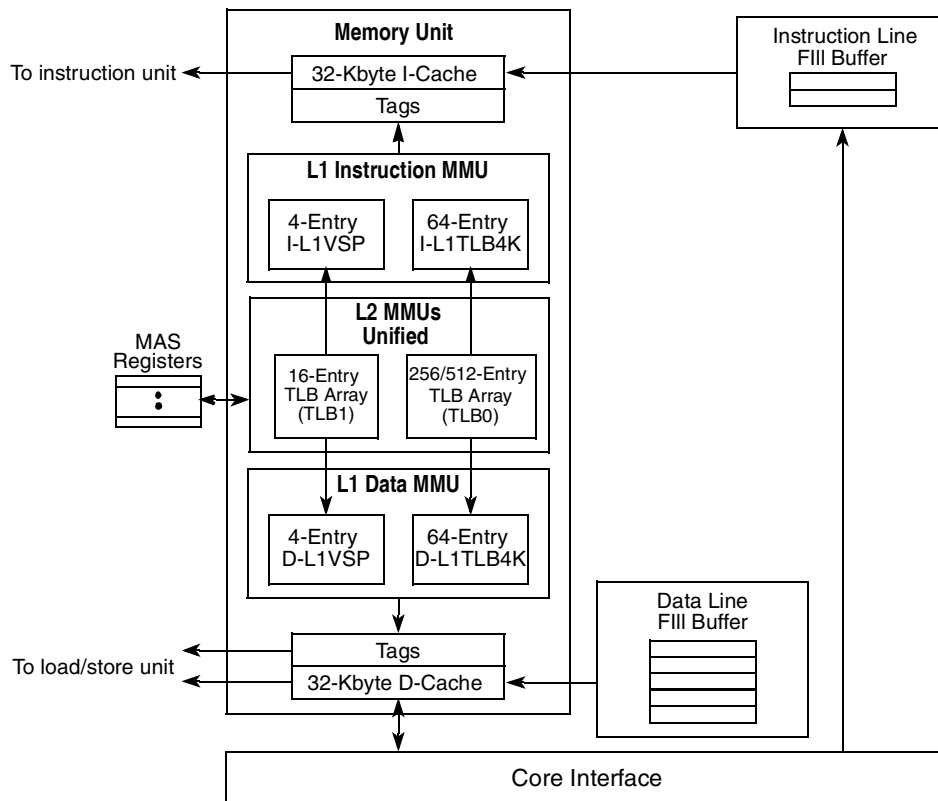 Memory Unit
32-Kbyte I-Cache
Tags
To instruction unit
Instruction Line
FIll Buffer
L1 Instruction MMU
4-Entry
I-L1VSP
64-Entry
I-L1TLB4K
L2 MMUs
Unified
MAS
Registers
16-Entry
TLB Array
(TLB1)
256/512-Entry
TLB Array
(TLB0)
L1 Data MMU
4-Entry
D-L1VSP
64-Entry
D-L1TLB4K
Data Line
FIll Buffer
To load/store unit
Tags
32-Kbyte D-Cache
Core Interface